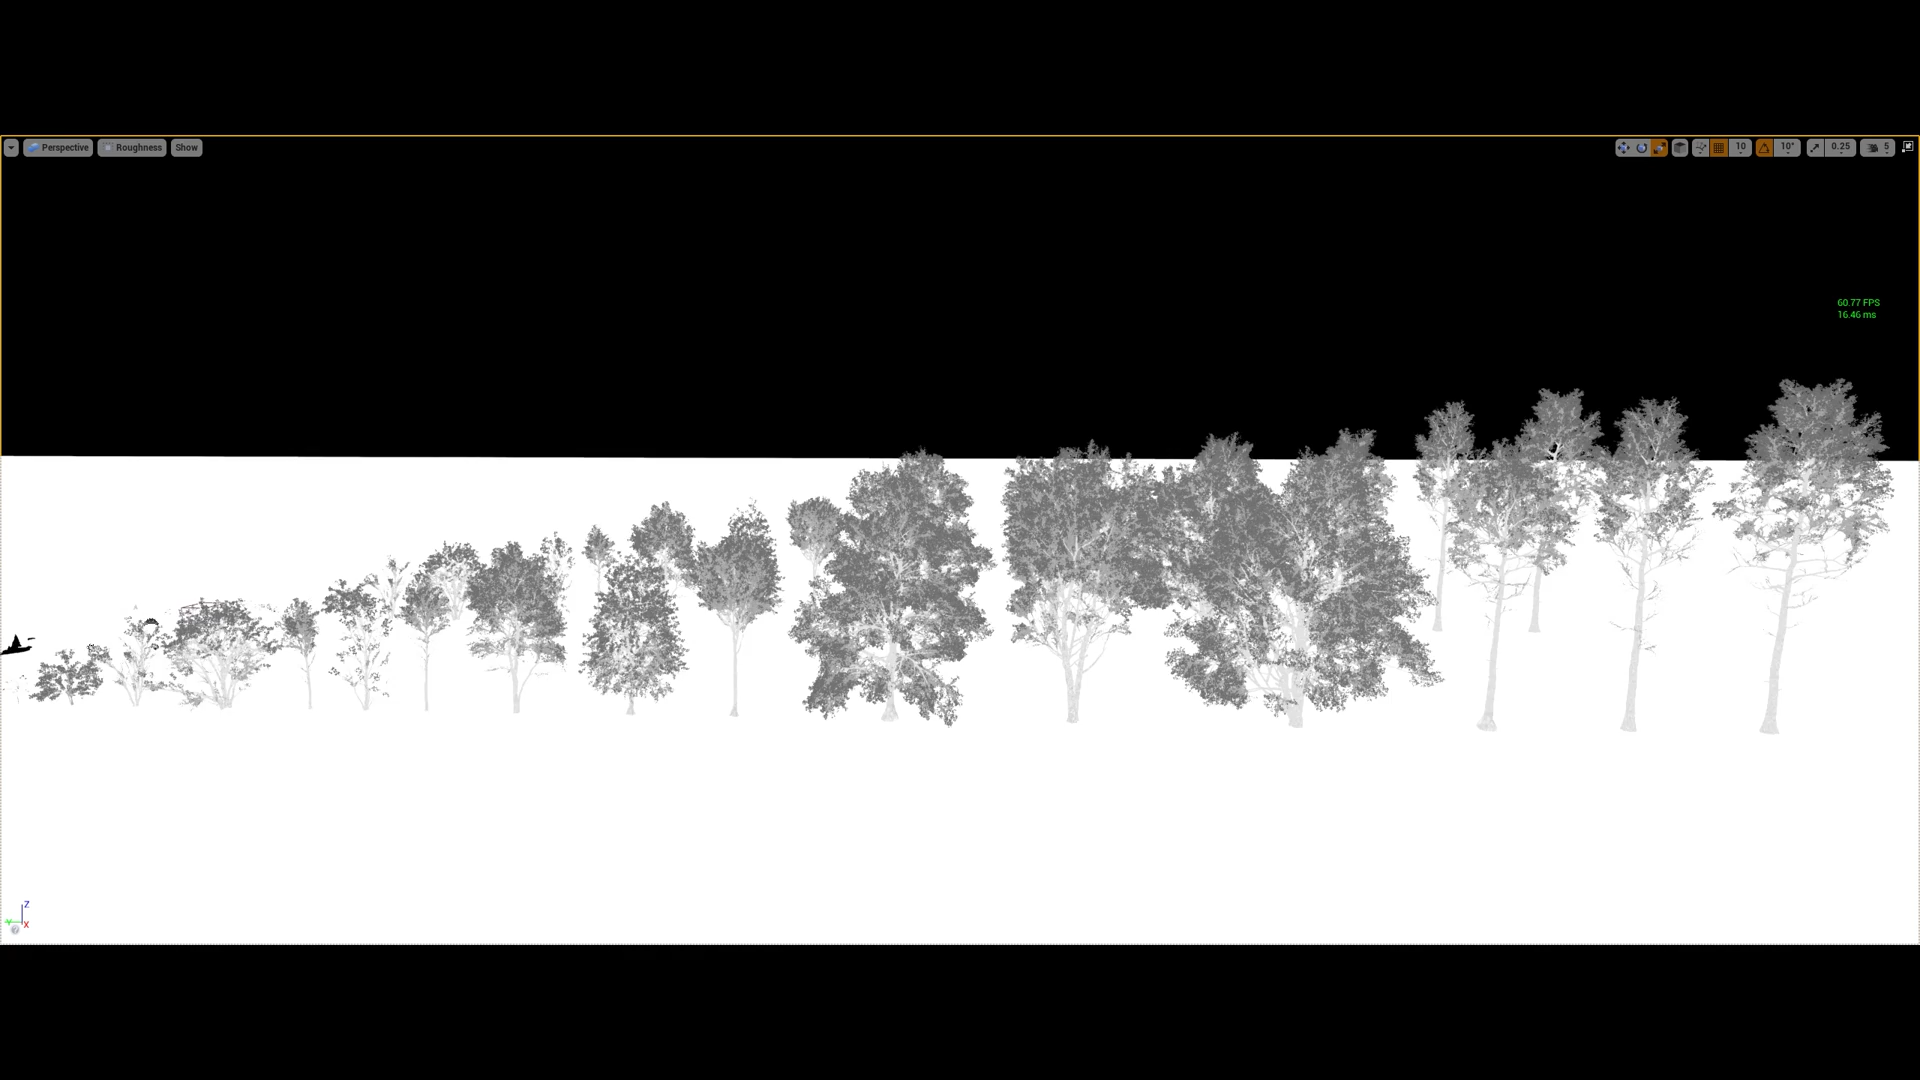 Perspective Roughness Show 10 10° 0.25 5
60.77 FPS
16.46 ms
Z
Y X
?